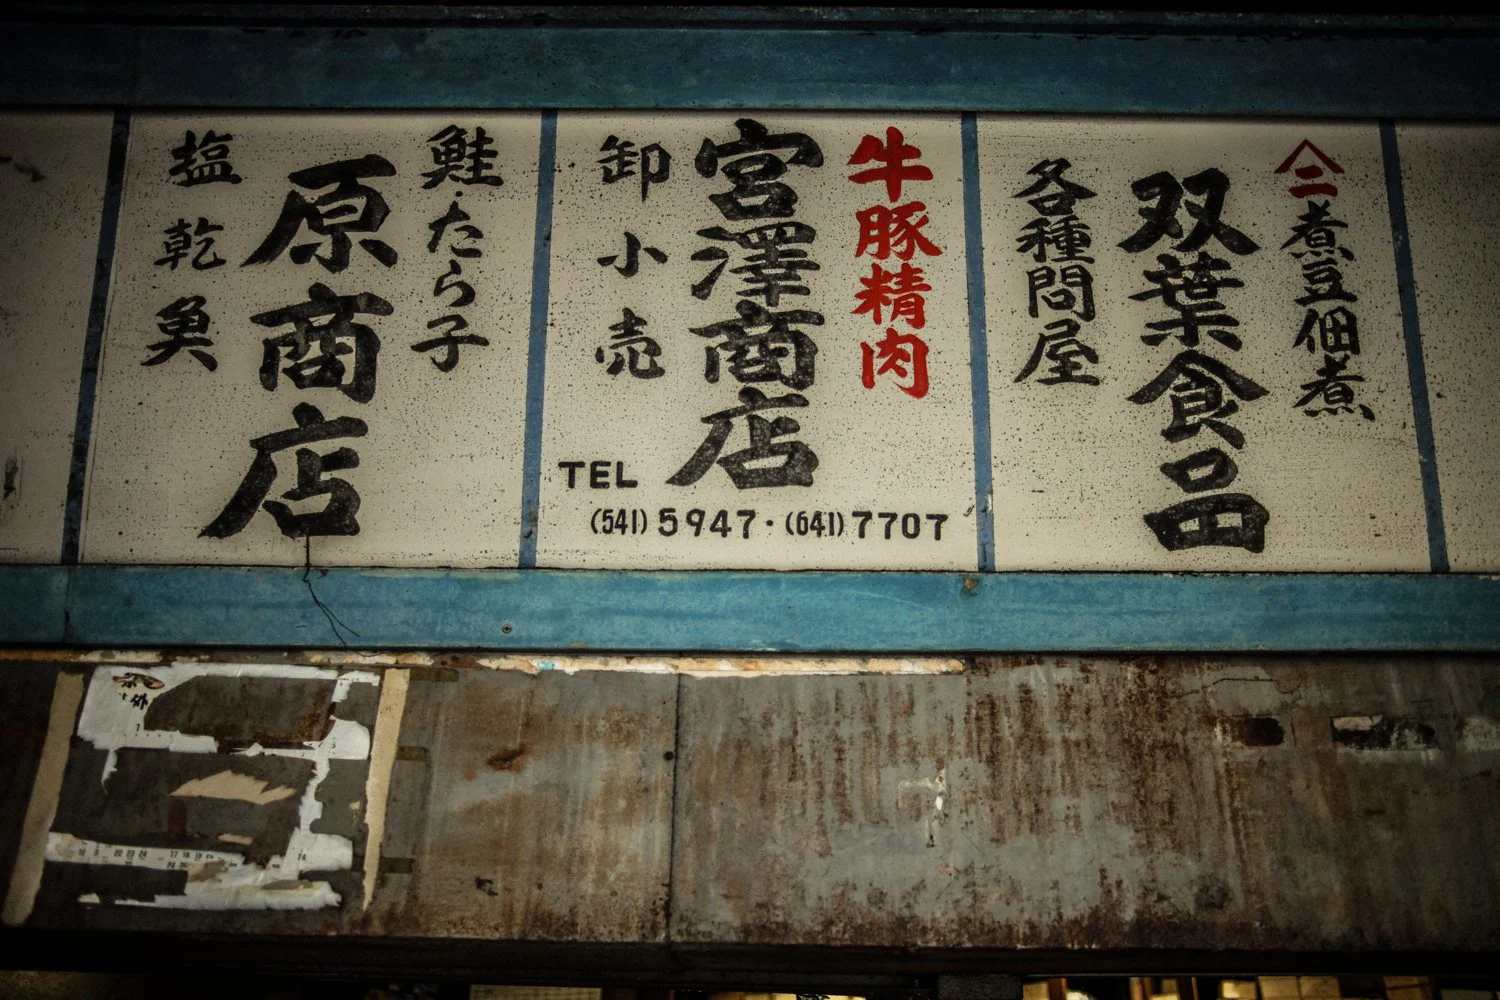 鮭・たら子
原商店
塩乾魚
牛豚精肉
宮澤商店
卸小売
TEL
(541)5947・(641)7707
二煮豆佃煮
双葉食品
各種問屋